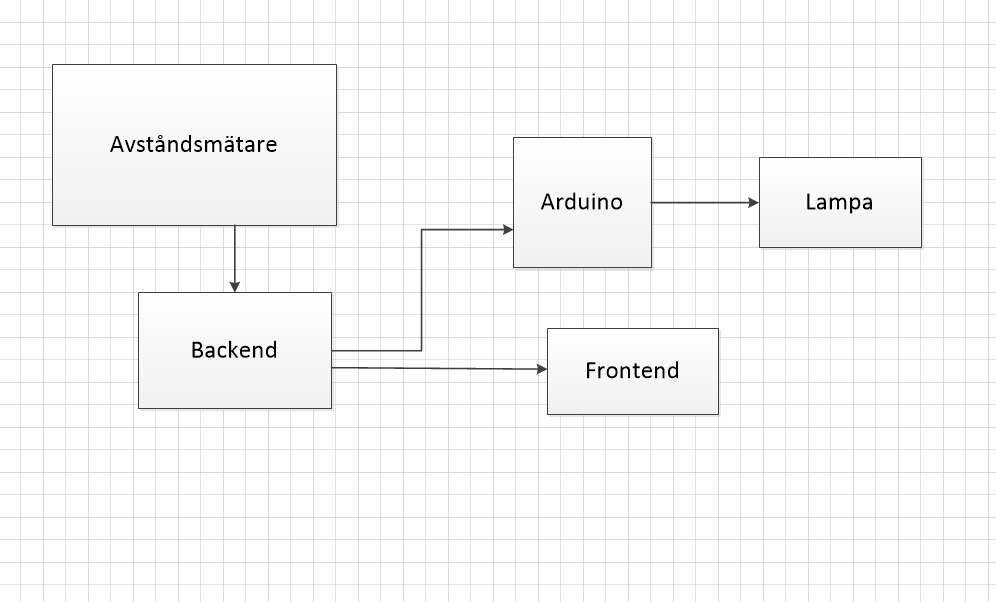 Avståndsmätare
Arduino
Lampa
Backend
Frontend